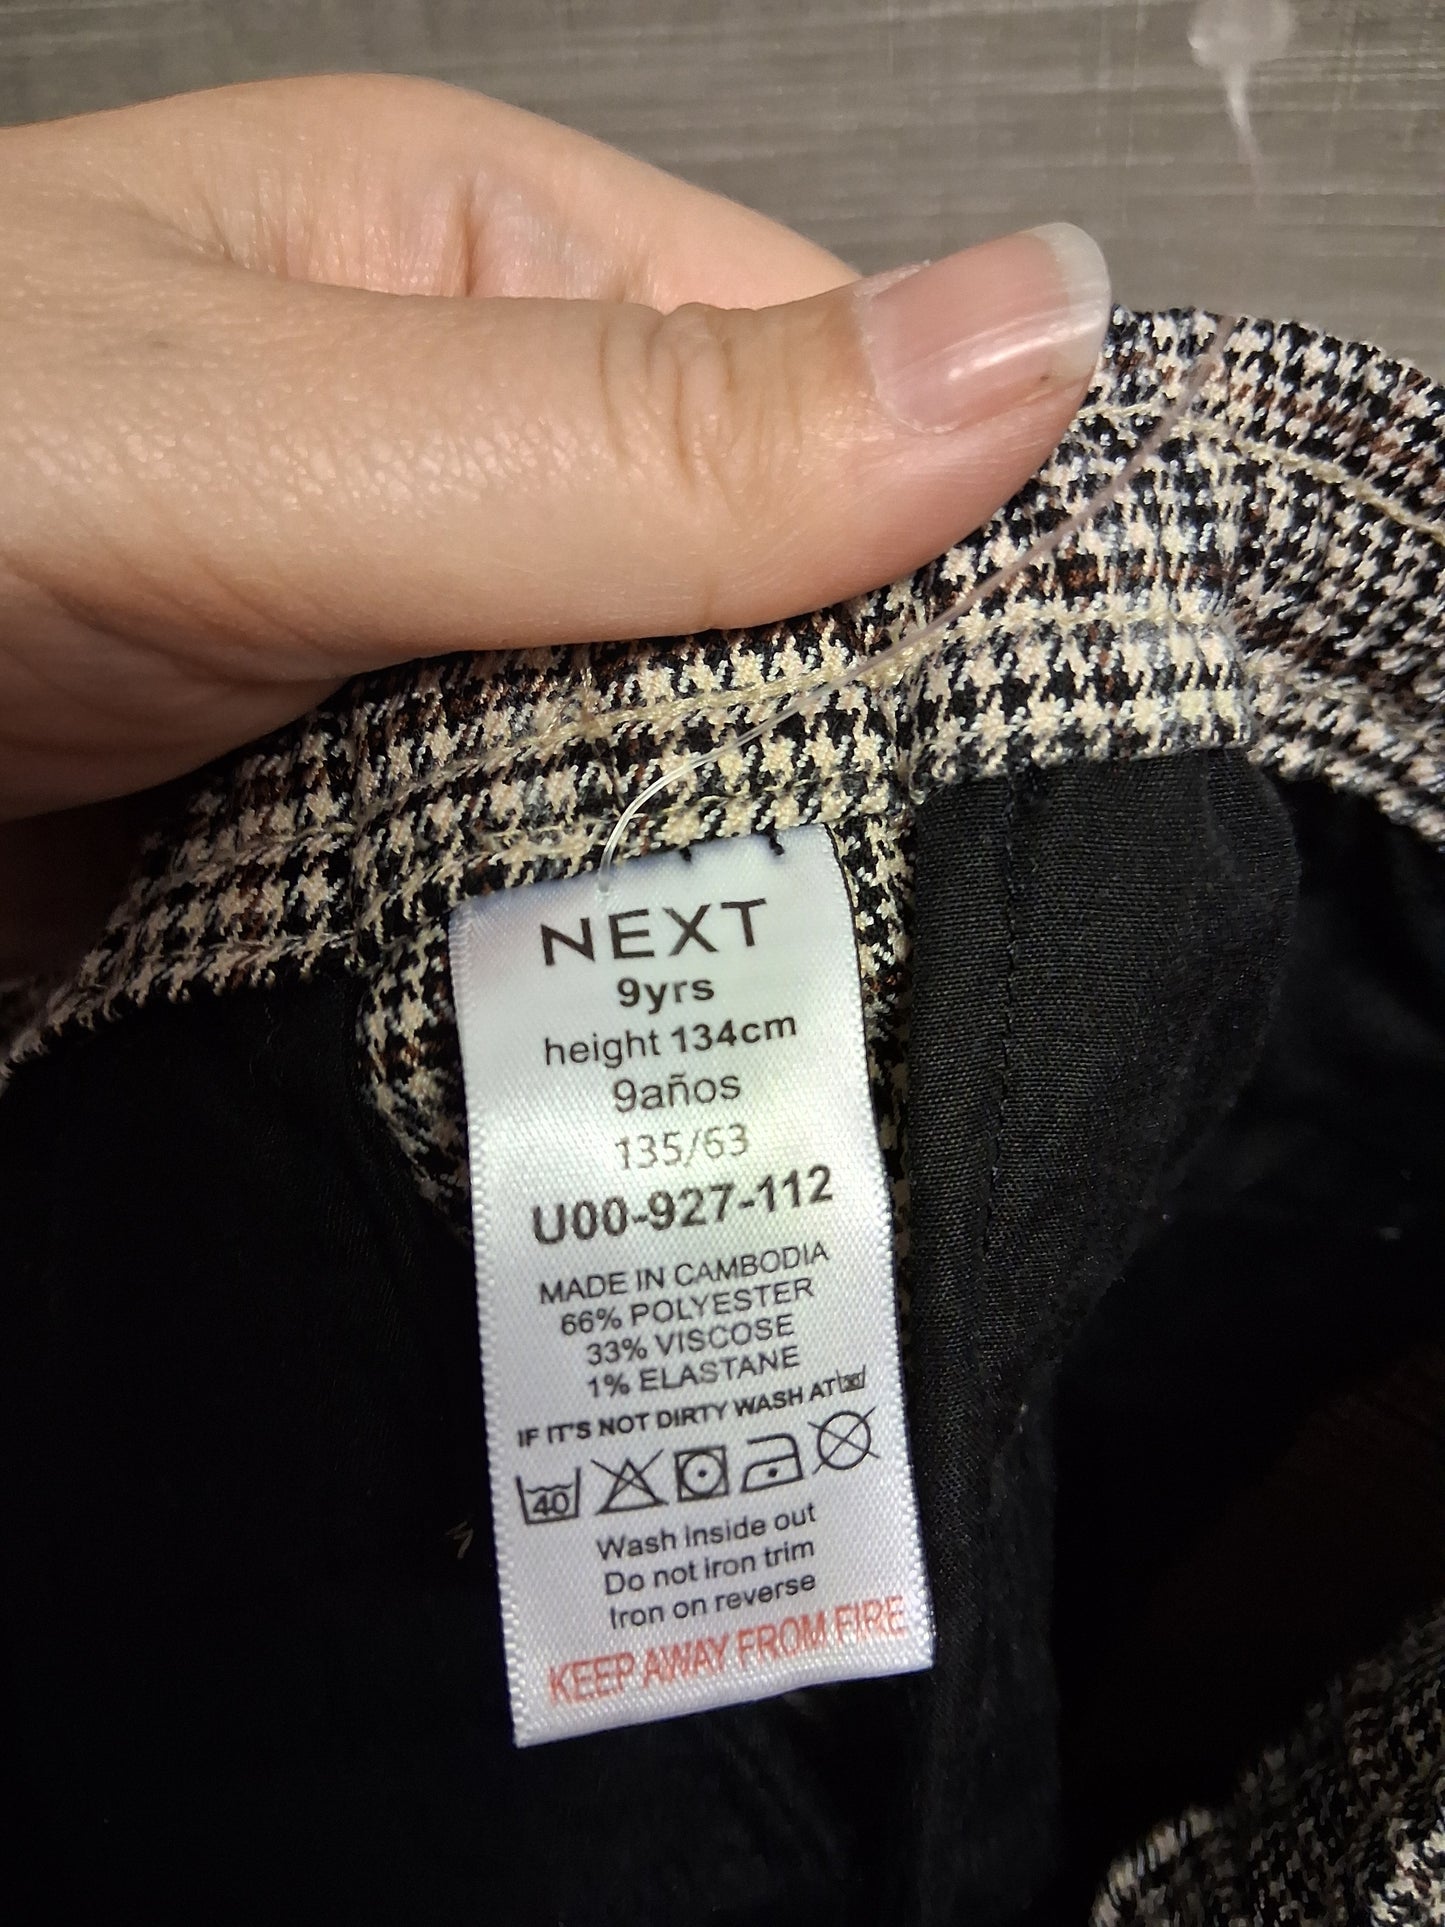 NEXT
9yrs
height 134cm
9años
135/63
U00-927-112
MADE IN CAMBODIA
66% POLYESTER
33% VISCOSE
1% ELASTANE
IF IT'S NOT DIRTY WASH AT 30
40
Wash inside out
Do not iron trim
Iron on reverse
KEEP AWAY FROM FIRE